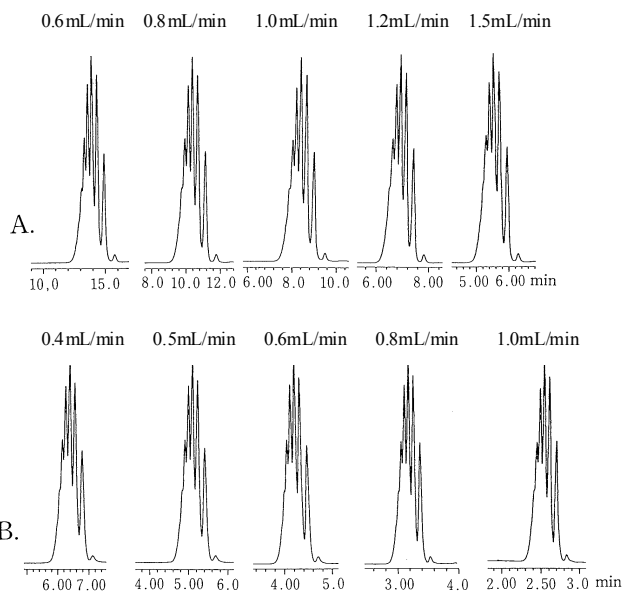 0.6mL/min 0.8mL/min 1.0mL/min 1.2mL/min 1.5mL/min
A.
10,0 15.0 8.0 10.0 12.0 6.00 8.0 10.0 6.00 8.00 5.00 6.00 min
0.4mL/min 0.5mL/min 0.6mL/min 0.8mL/min 1.0mL/min
B.
6.00 7.00 4.00 5.00 6.0 4.00 5.0 3.00 4.0 2.00 2.50 3.0 min